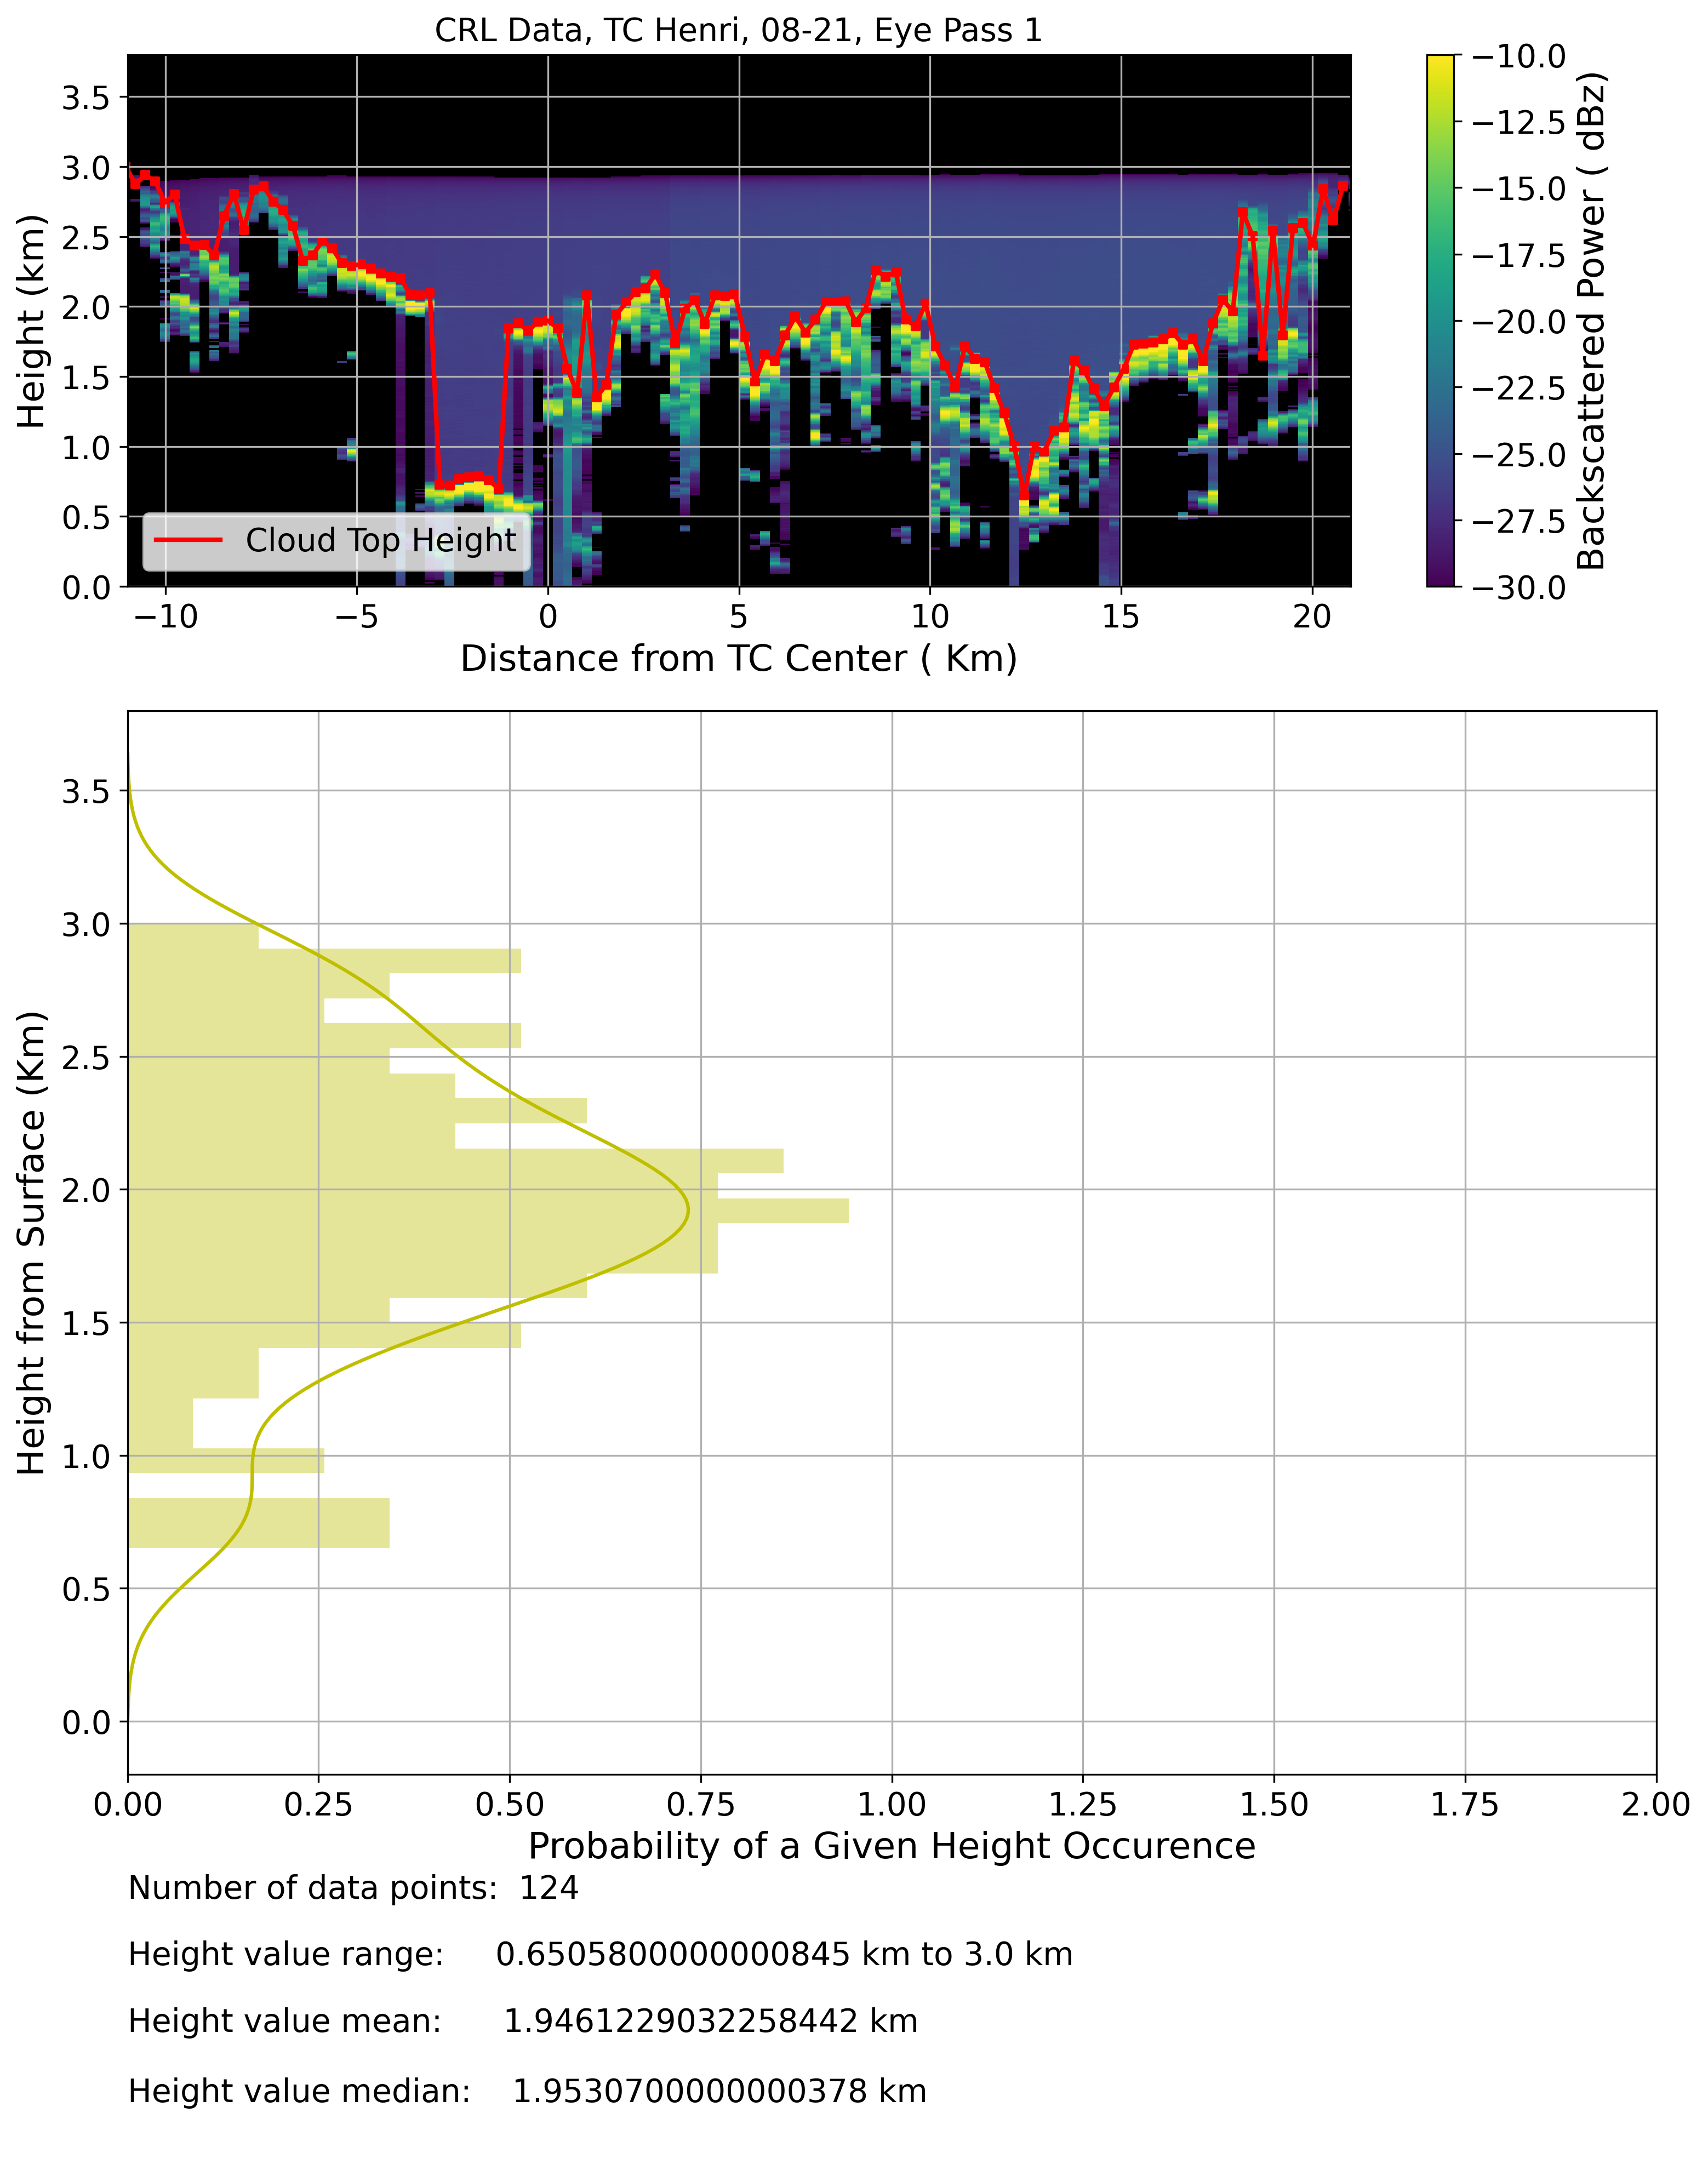 CRL Data, TC Henri, 08-21, Eye Pass 1
3.5
3.0
2.5
2.0
1.5
1.0
0.5
0.0
Height (km)
Cloud Top Height
−10 −5 0 5 10 15 20
Distance from TC Center ( Km)
−10.0
−12.5
−15.0
−17.5
−20.0
−22.5
−25.0
−27.5
−30.0
Backscattered Power ( dBz)
3.5
3.0
2.5
2.0
1.5
1.0
0.5
0.0
Height from Surface (Km)
0.00 0.25 0.50 0.75 1.00 1.25 1.50 1.75 2.00
Probability of a Given Height Occurence
Number of data points: 124
Height value range: 0.6505800000000845 km to 3.0 km
Height value mean: 1.9461229032258442 km
Height value median: 1.9530700000000378 km